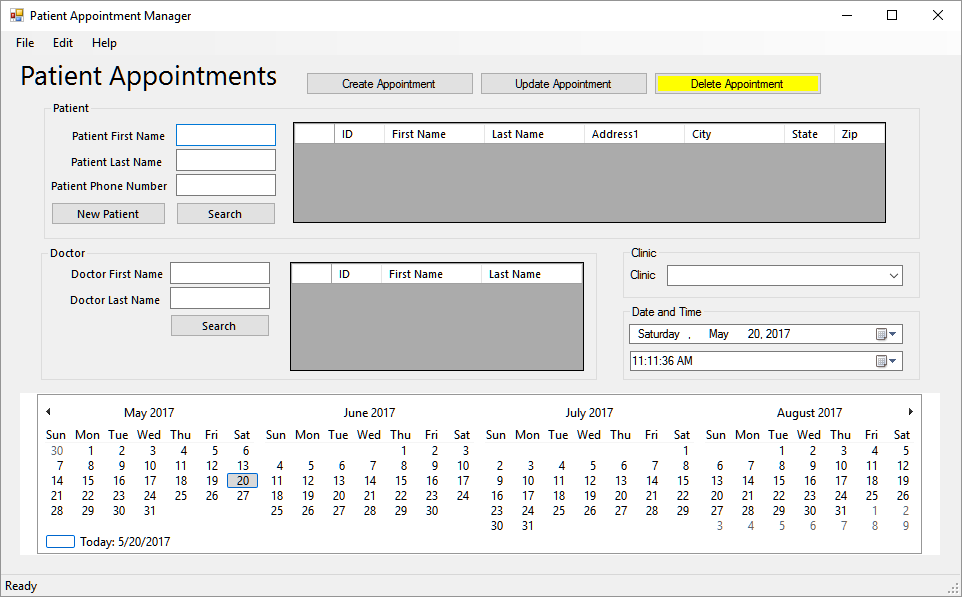 Patient Appointment Manager
File Edit Help
Patient Appointments Create Appointment Update Appointment Delete Appointment
Patient
Patient First Name
Patient Last Name
Patient Phone Number
New Patient Search
ID First Name Last Name Address1 City State Zip
Doctor
Doctor First Name
Doctor Last Name
Search
ID First Name Last Name
Clinic
Clinic
Date and Time
Saturday , May 20, 2017
11:11:36 AM
May 2017 June 2017 July 2017 August 2017
Sun Mon Tue Wed Thu Fri Sat Sun Mon Tue Wed Thu Fri Sat Sun Mon Tue Wed Thu Fri Sat Sun Mon Tue Wed Thu Fri Sat
30 1 2 3 4 5 6 1 2 3 1 1 2 3 4 5
7 8 9 10 11 12 13 4 5 6 7 8 9 10 2 3 4 5 6 7 8 6 7 8 9 10 11 12
14 15 16 17 18 19 20 11 12 13 14 15 16 17 9 10 11 12 13 14 15 13 14 15 16 17 18 19
21 22 23 24 25 26 27 18 19 20 21 22 23 24 16 17 18 19 20 21 22 20 21 22 23 24 25 26
28 29 30 31 25 26 27 28 29 30 23 24 25 26 27 28 29 27 28 29 30 31 1 2
30 31 3 4 5 6 7 8 9
Today: 5/20/2017
Ready